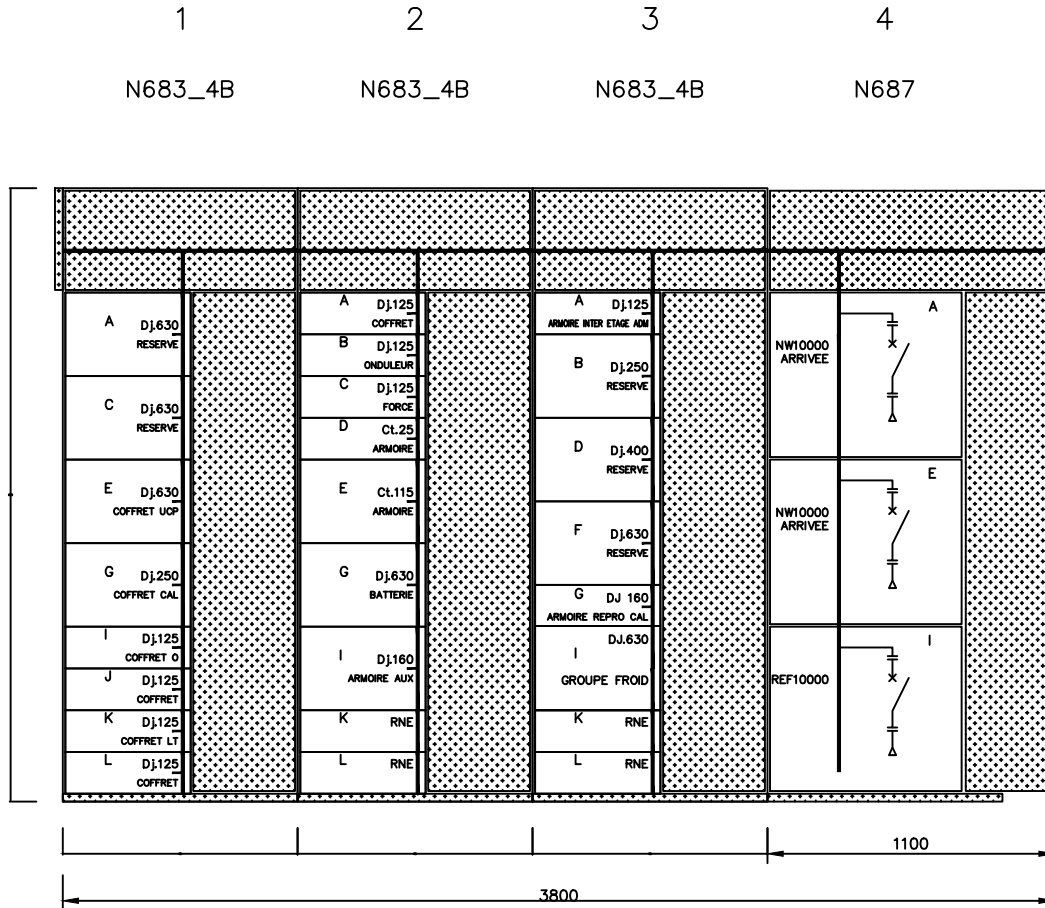 1 2 3 4
N683_4B N683_4B N683_4B N687
A Dj.630
RESERVE
C Dj.630
RESERVE
E Dj.630
COFFRET UCP
G Dj.250
COFFRET CAL
I Dj.125
COFFRET O
J Dj.125
COFFRET
K Dj.125
COFFRET LT
L Dj.125
COFFRET
A Dj.125
COFFRET
B Dj.125
ONDULEUR
C Dj.125
FORCE
D Ct.25
ARMOIRE
E Ct.115
ARMOIRE
G Dj.630
BATTERIE
I Dj.160
ARMOIRE AUX
K RNE
L RNE
A Dj.125
ARMOIRE INTER ETAGE ADM
B Dj.250
RESERVE
D Dj.400
RESERVE
F Dj.630
RESERVE
G DJ 160
ARMOIRE REPRO CAL
DJ.630
I
GROUPE FROID
K RNE
L RNE
A
NW10000
ARRIVEE
E
NW10000
ARRIVEE
I
REF10000
1100
3800